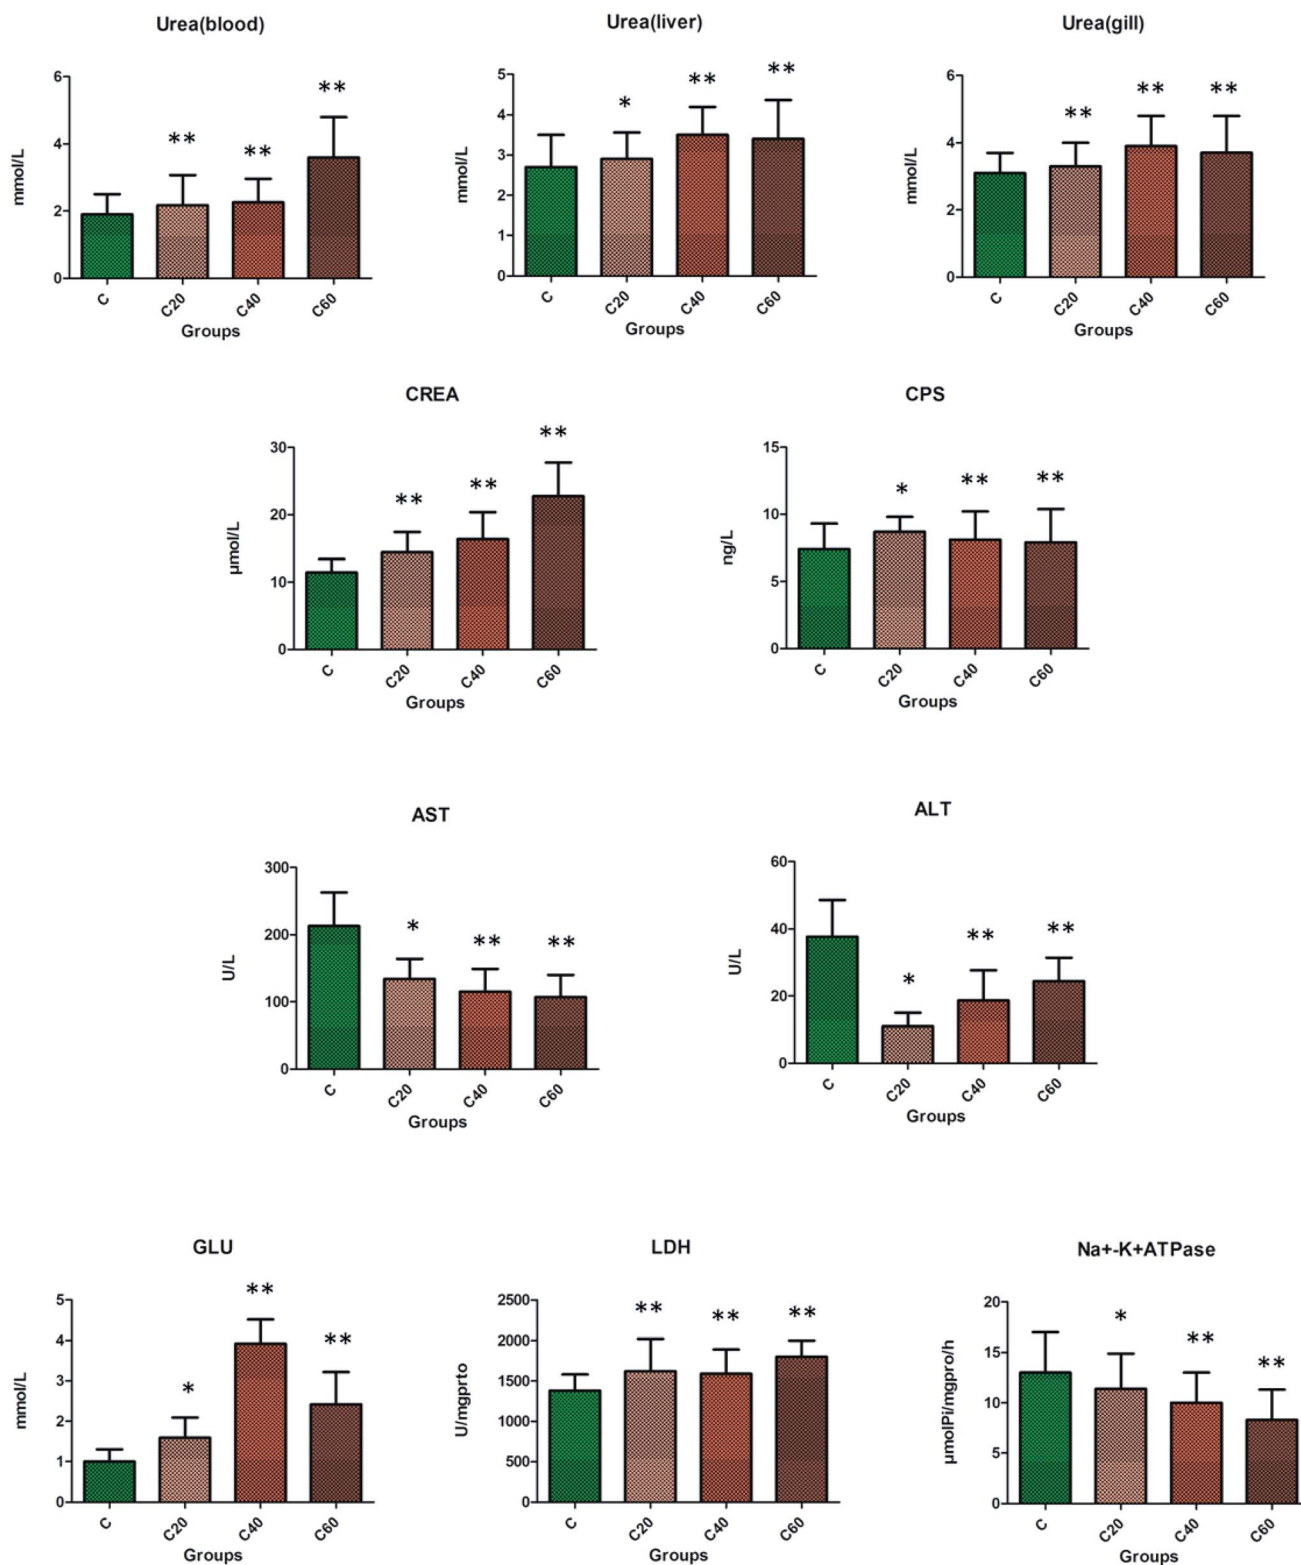 Urea(blood)
Urea(liver)
Urea(gill)
6
4
2
0
mmol/L
**
**
**
C
C20
C40
C60
Groups
5
4
3
2
1
0
mmol/L
*
**
**
C
C20
C40
C60
Groups
6
4
2
0
mmol/L
**
**
**
C
C20
C40
C60
Groups
CREA
CPS
30
20
10
0
µmol/L
**
**
**
C
C20
C40
C60
Groups
15
10
5
0
ng/L
*
**
**
C
C20
C40
C60
Groups
AST
ALT
300
200
100
0
U/L
*
**
**
C
C20
C40
C60
Groups
60
40
20
0
U/L
*
**
**
C
C20
C40
C60
Groups
GLU
LDH
Na+-K+ATPase
5
4
3
2
1
0
mmol/L
*
**
**
C
C20
C40
C60
Groups
2500
2000
1500
1000
500
0
U/mgprto
**
**
**
C
C20
C40
C60
Groups
20
15
10
5
0
µmolPi/mgpro/h
*
**
**
C
C20
C40
C60
Groups